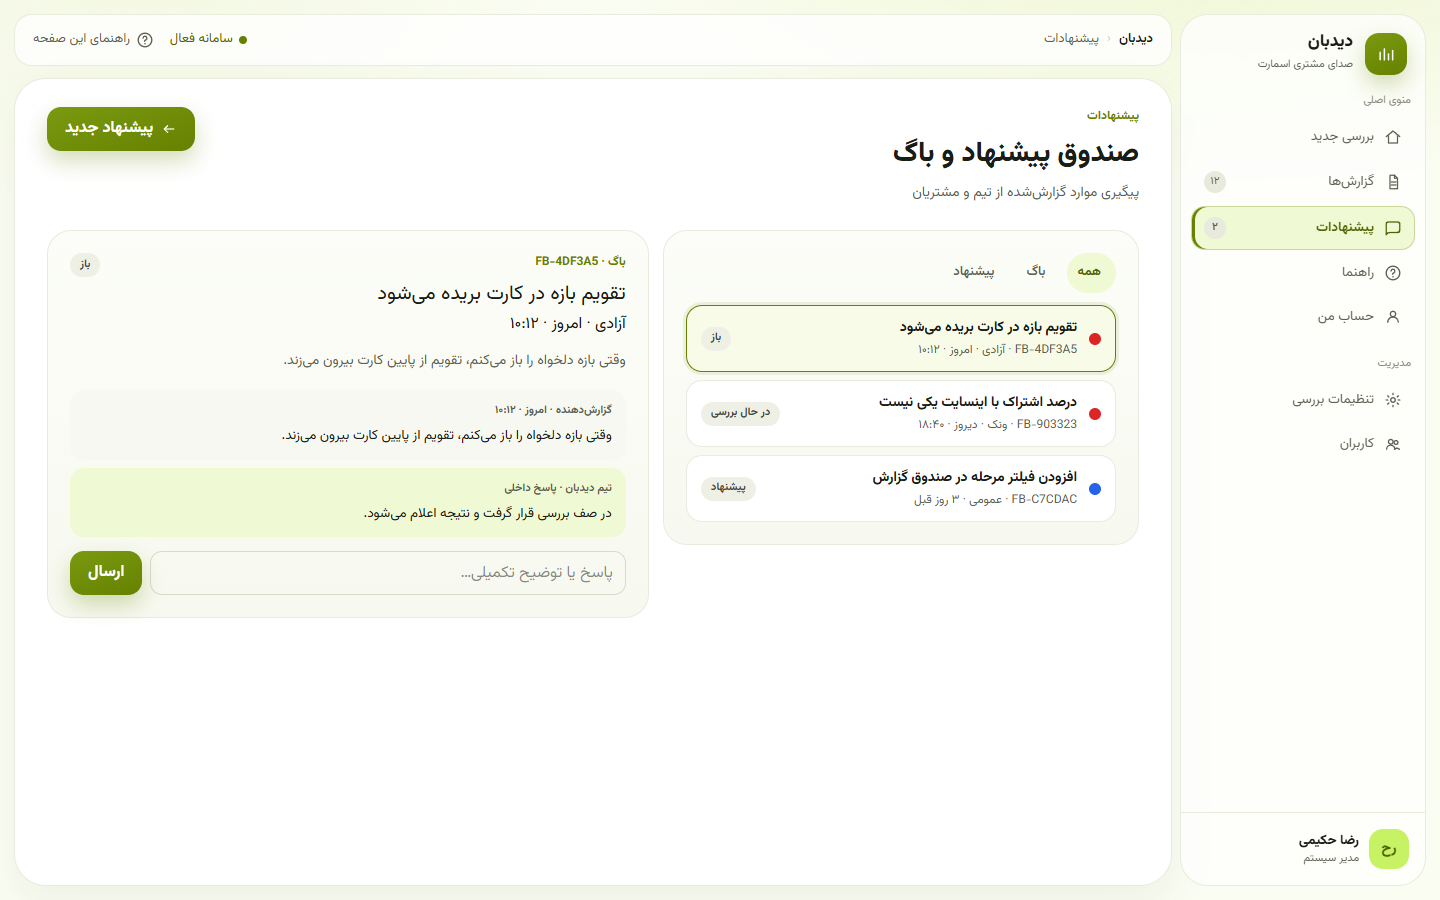 دیدبان
صدای مشتری اسمارت
منوی اصلی
بررسی جدید
گزارش‌ها ۱۲
پیشنهادات ۲
راهنما
حساب من
مدیریت
تنظیمات بررسی
کاربران
رح
رضا حکیمی
مدیر سیستم
دیدبان › پیشنهادات
سامانه فعال
راهنمای این صفحه
پیشنهادات
صندوق پیشنهاد و باگ
پیگیری موارد گزارش‌شده از تیم و مشتریان
← پیشنهاد جدید
همه باگ پیشنهاد
تقویم بازه در کارت بریده می‌شود
FB-4DF3A5 · آزادی · امروز · ۱۰:۱۲
باز
درصد اشتراک با اینسایت یکی نیست
FB-903323 · ونک · دیروز · ۱۸:۴۰
در حال بررسی
افزودن فیلتر مرحله در صندوق گزارش
FB-C7CDAC · عمومی · ۳ روز قبل
پیشنهاد
باگ · FB-4DF3A5
باز
تقویم بازه در کارت بریده می‌شود
آزادی · امروز · ۱۰:۱۲
وقتی بازه دلخواه را باز می‌کنم، تقویم از پایین کارت بیرون می‌زند.
گزارش‌دهنده · امروز · ۱۰:۱۲
وقتی بازه دلخواه را باز می‌کنم، تقویم از پایین کارت بیرون می‌زند.
تیم دیدبان · پاسخ داخلی
در صف بررسی قرار گرفت و نتیجه اعلام می‌شود.
پاسخ یا توضیح تکمیلی...
ارسال